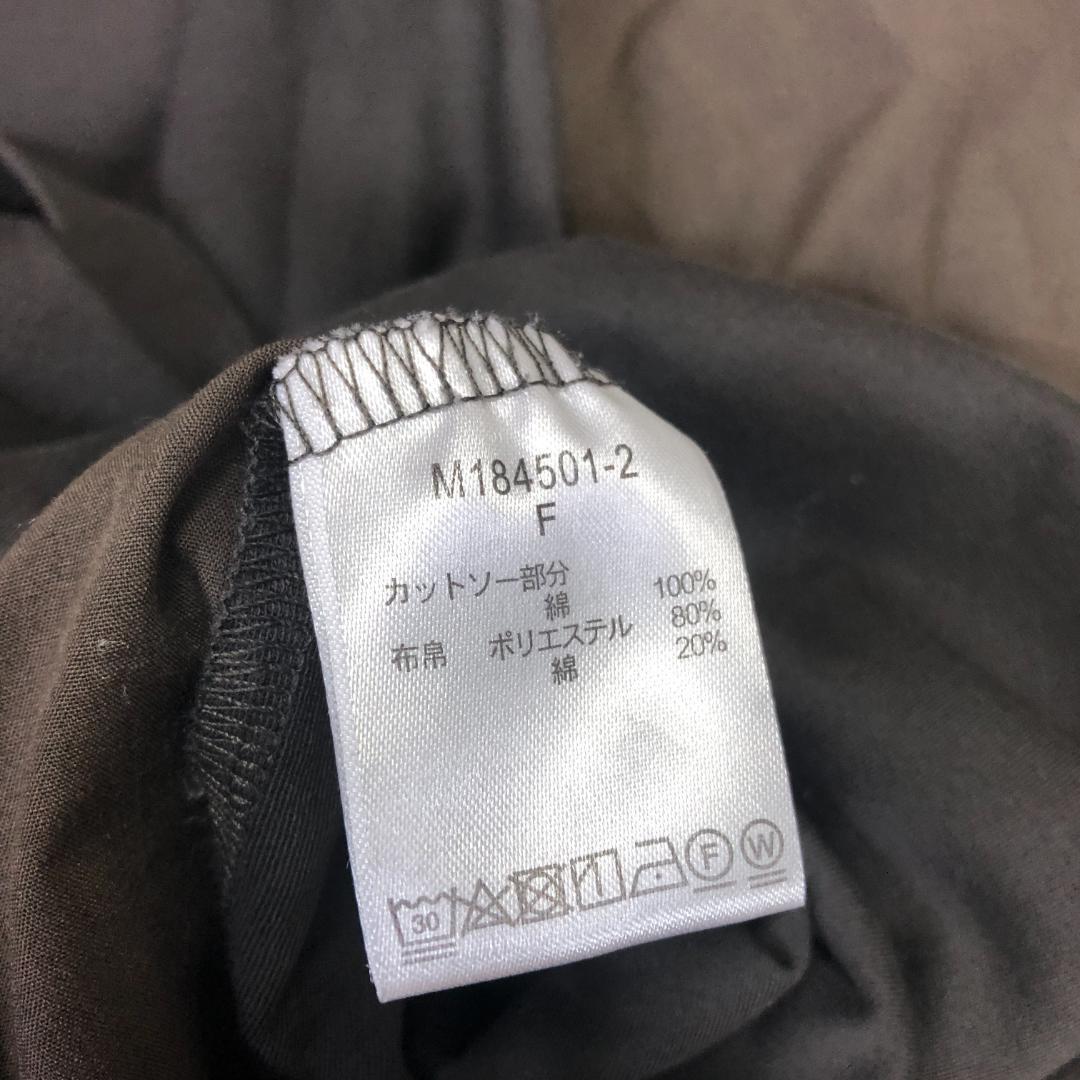 M184501-2
F
カットソー部分
綿 100%
布帛 ポリエステル 80%
綿 20%
30 F W